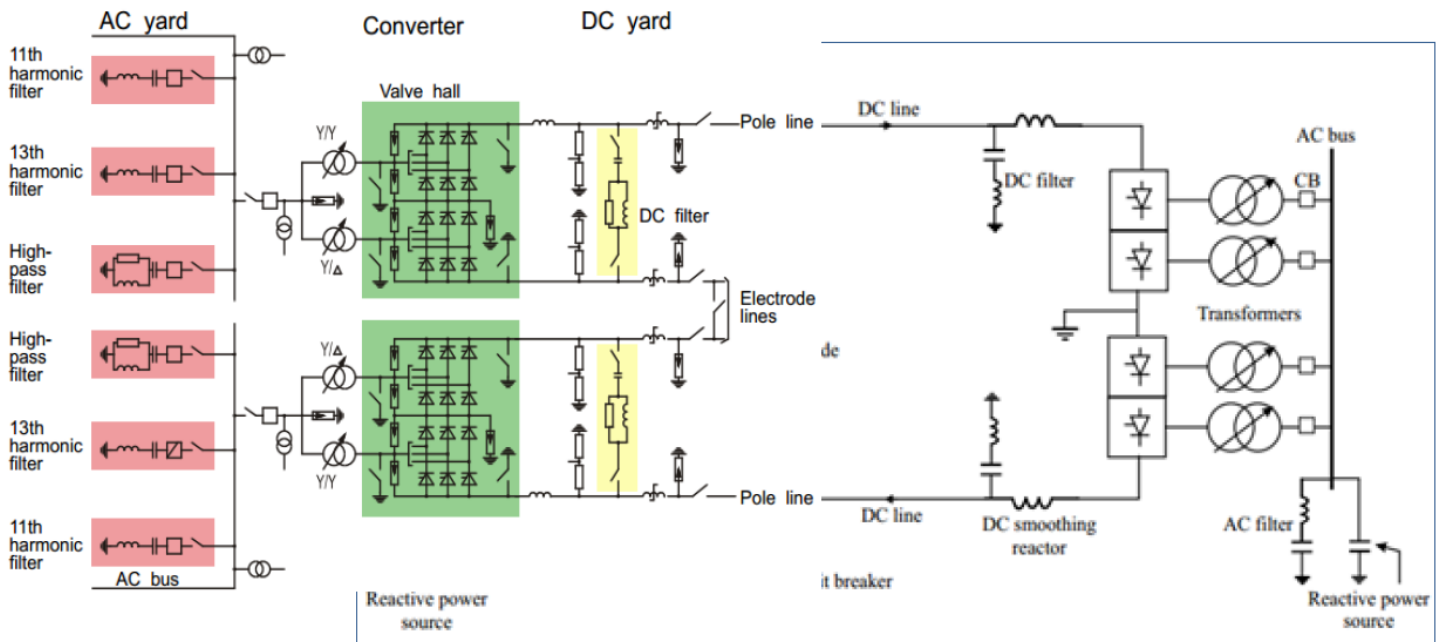 AC yard
Converter
DC yard
11th
harmonic
filter
Valve hall
DC line
Y/Y
Pole line
AC bus
13th
harmonic
filter
DC filter
CB
DC filter
High-
pass
filter
Y/Δ
Electrode
lines
Transformers
High-
pass
filter
Y/Δ
de
13th
harmonic
filter
Y/Y
Pole line
DC line
DC smoothing
reactor
AC filter
11th
harmonic
filter
AC bus
it breaker
Reactive power
source
Reactive power
source